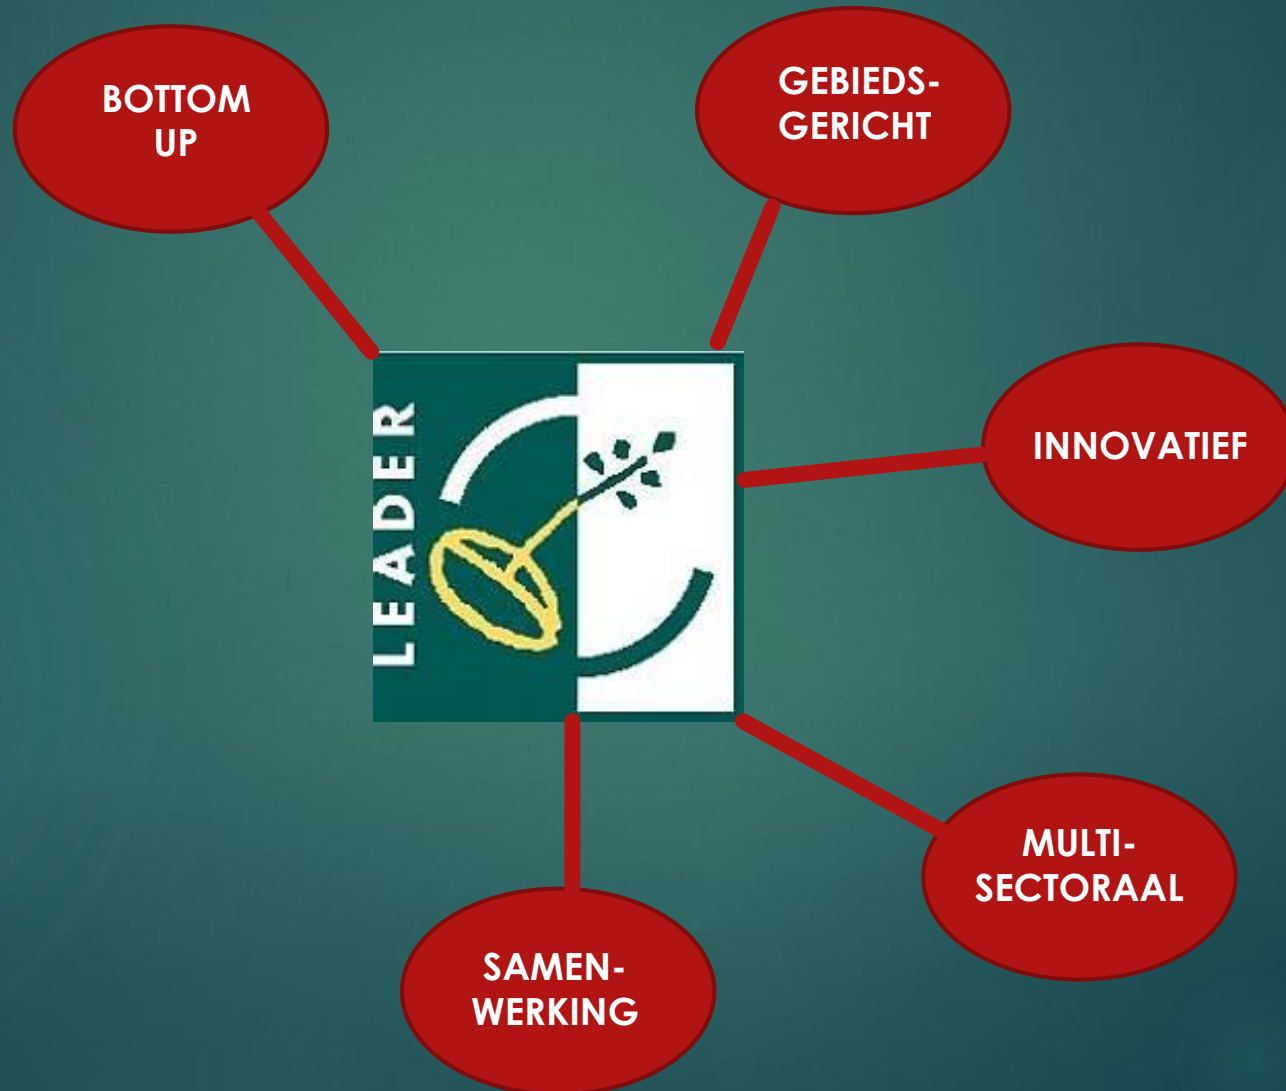 BOTTOM
UP
GEBIEDS-
GERICHT
INNOVATIEF
LEADER
MULTI-
SECTORAAL
SAMEN-
WERKING